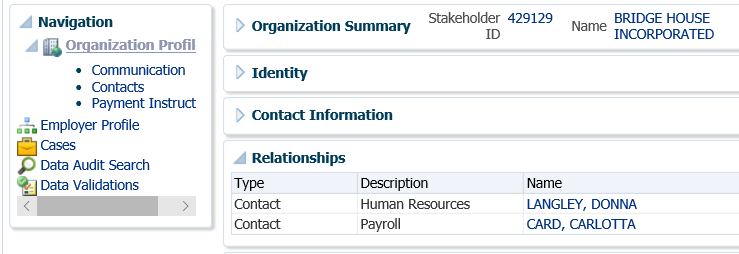 Navigation
Organization Profil
Communication
Contacts
Payment Instruct
Employer Profile
Cases
Data Audit Search
Data Validations
Organization Summary Stakeholder ID 429129 Name BRIDGE HOUSE INCORPORATED
Identity
Contact Information
Relationships
Type Description Name
Contact Human Resources LANGLEY, DONNA
Contact Payroll CARD, CARLOTTA